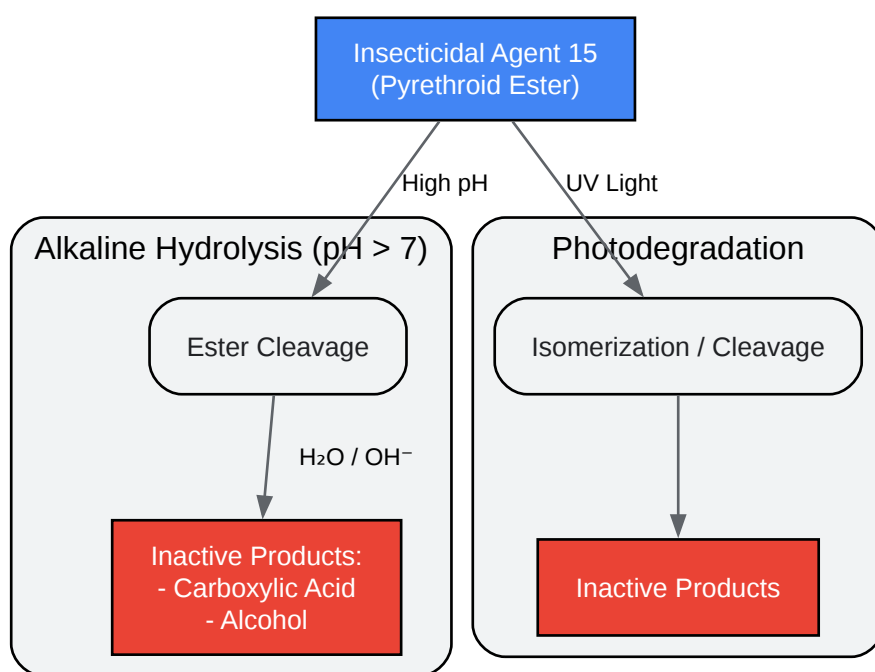 Insecticidal Agent 15
(Pyrethroid Ester)
High pH
UV Light
Alkaline Hydrolysis (pH > 7)
Photodegradation
Ester Cleavage
Isomerization / Cleavage
H₂O / OH⁻
Inactive Products:
- Carboxylic Acid
- Alcohol
Inactive Products